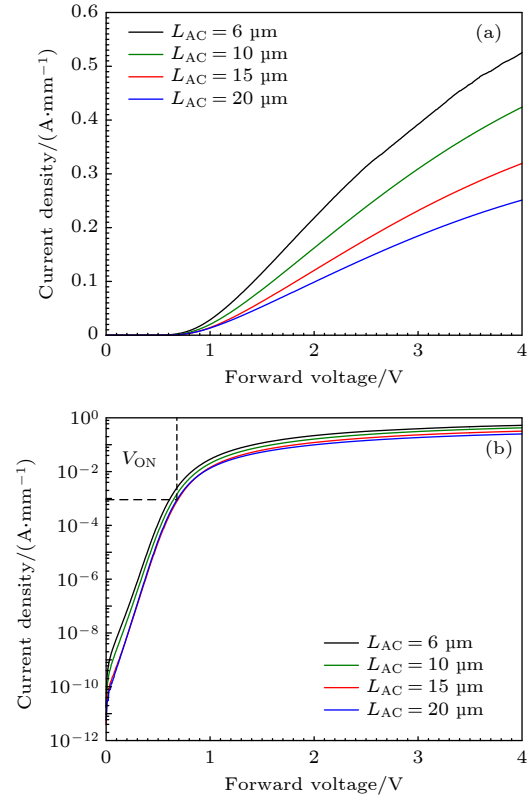 0.6
(a)
L_AC = 6 µm
L_AC = 10 µm
L_AC = 15 µm
L_AC = 20 µm
0.5
0.4
0.3
0.2
0.1
0
Current density/(A·mm⁻¹)
0 1 2 3 4
Forward voltage/V
10⁰
(b)
V_ON
10⁻²
10⁻⁴
10⁻⁶
10⁻⁸
10⁻¹⁰
10⁻¹²
Current density/(A·mm⁻¹)
L_AC = 6 µm
L_AC = 10 µm
L_AC = 15 µm
L_AC = 20 µm
0 1 2 3 4
Forward voltage/V